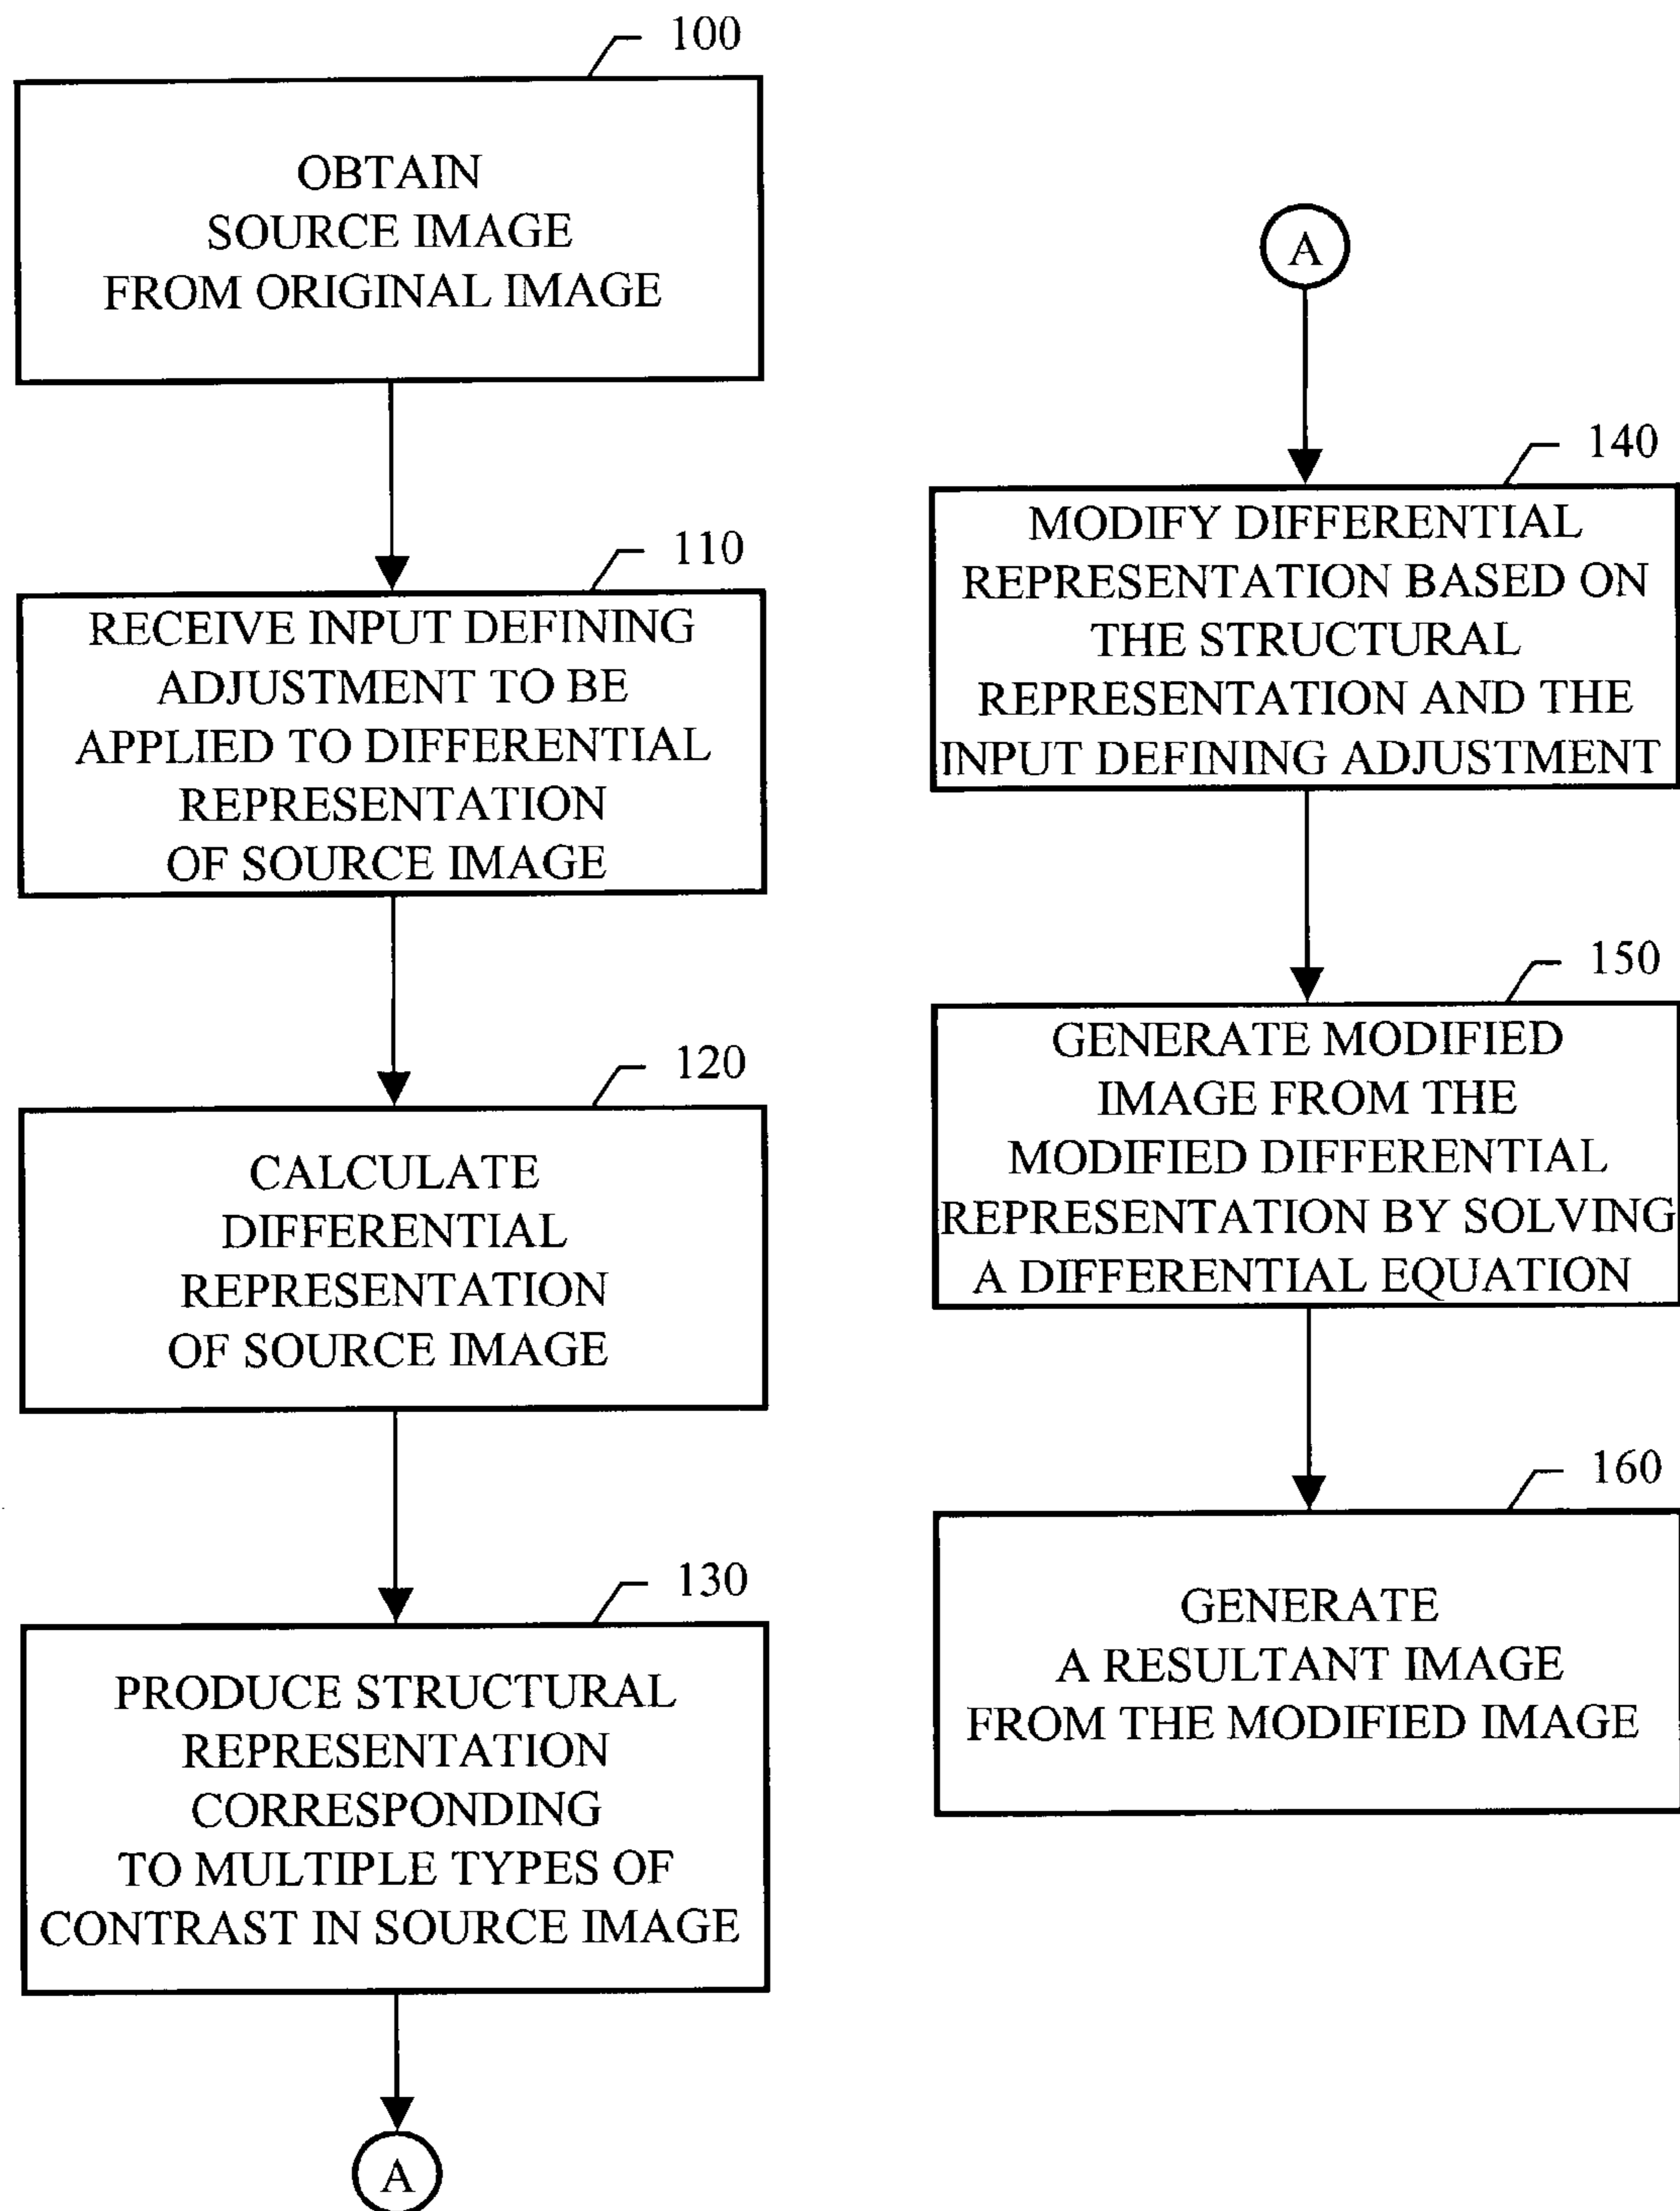 100
OBTAIN
SOURCE IMAGE
FROM ORIGINAL IMAGE
110
RECEIVE INPUT DEFINING
ADJUSTMENT TO BE
APPLIED TO DIFFERENTIAL
REPRESENTATION
OF SOURCE IMAGE
120
CALCULATE
DIFFERENTIAL
REPRESENTATION
OF SOURCE IMAGE
130
PRODUCE STRUCTURAL
REPRESENTATION
CORRESPONDING
TO MULTIPLE TYPES OF
CONTRAST IN SOURCE IMAGE
A
A
140
MODIFY DIFFERENTIAL
REPRESENTATION BASED ON
THE STRUCTURAL
REPRESENTATION AND THE
INPUT DEFINING ADJUSTMENT
150
GENERATE MODIFIED
IMAGE FROM THE
MODIFIED DIFFERENTIAL
REPRESENTATION BY SOLVING
A DIFFERENTIAL EQUATION
160
GENERATE
A RESULTANT IMAGE
FROM THE MODIFIED IMAGE